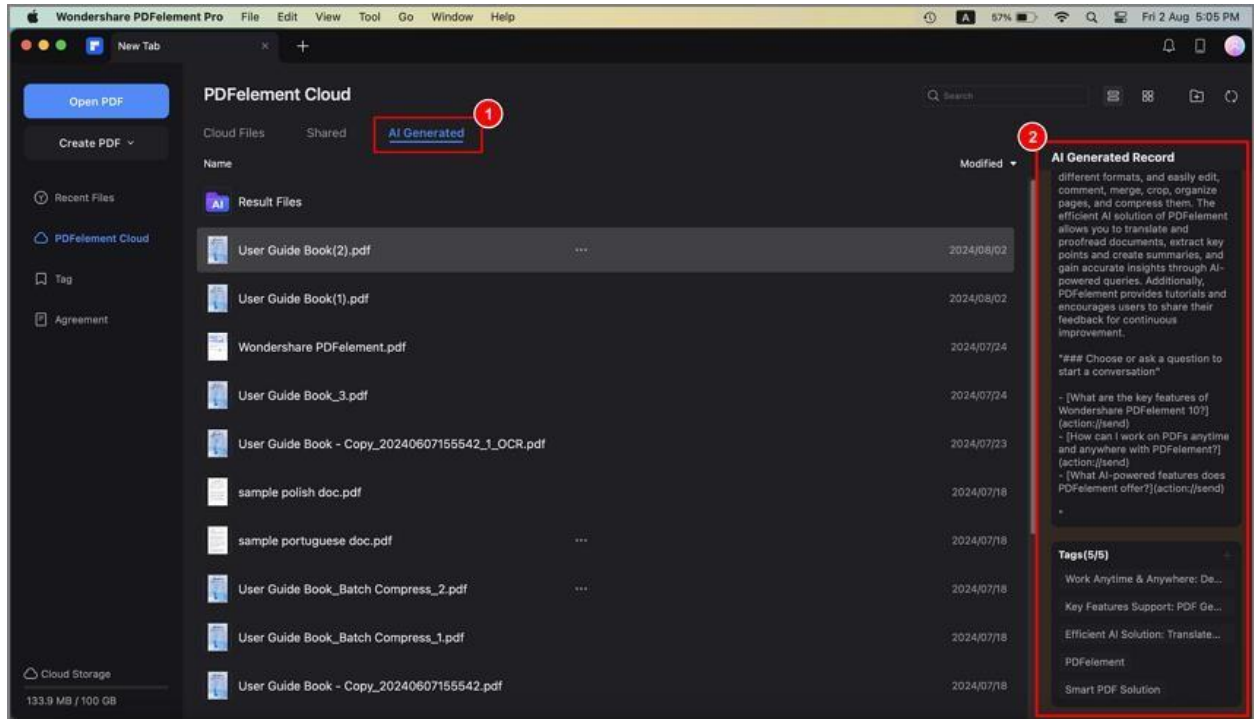 Wondershare PDFelement Pro File Edit View Tool Go Window Help A 57% Fri 2 Aug 5:05 PM
New Tab
Open PDF
Create PDF
Recent Files
PDFelement Cloud
Tag
Agreement
Cloud Storage
133.9 MB / 100 GB
PDFelement Cloud
Search
Cloud Files Shared AI Generated
1
Name Modified
AI Result Files
User Guide Book(2).pdf ... 2024/08/02
User Guide Book(1).pdf 2024/08/02
Wondershare PDFelement.pdf 2024/07/24
User Guide Book_3.pdf 2024/07/24
User Guide Book - Copy_20240607155542_1_OCR.pdf 2024/07/23
sample polish doc.pdf 2024/07/18
sample portuguese doc.pdf ... 2024/07/18
User Guide Book_Batch Compress_2.pdf ... 2024/07/18
User Guide Book_Batch Compress_1.pdf 2024/07/18
User Guide Book - Copy_20240607155542.pdf 2024/07/18
2
AI Generated Record
different formats, and easily edit,
comment, merge, crop, organize
pages, and compress them. The
efficient AI solution of PDFelement
allows you to translate and
proofread documents, extract key
points and create summaries, and
gain accurate insights through AI-
powered queries. Additionally,
PDFelement provides tutorials and
encourages users to share their
feedback for continuous
improvement.
"### Choose or ask a question to
start a conversation"
- [What are the key features of
Wondershare PDFelement 10?]
(action://send)
- [How can I work on PDFs anytime
and anywhere with PDFelement?]
(action://send)
- [What AI-powered features does
PDFelement offer?](action://send)
"
Tags(5/5) +
Work Anytime & Anywhere: De...
Key Features Support: PDF Ge...
Efficient AI Solution: Translate...
PDFelement
Smart PDF Solution